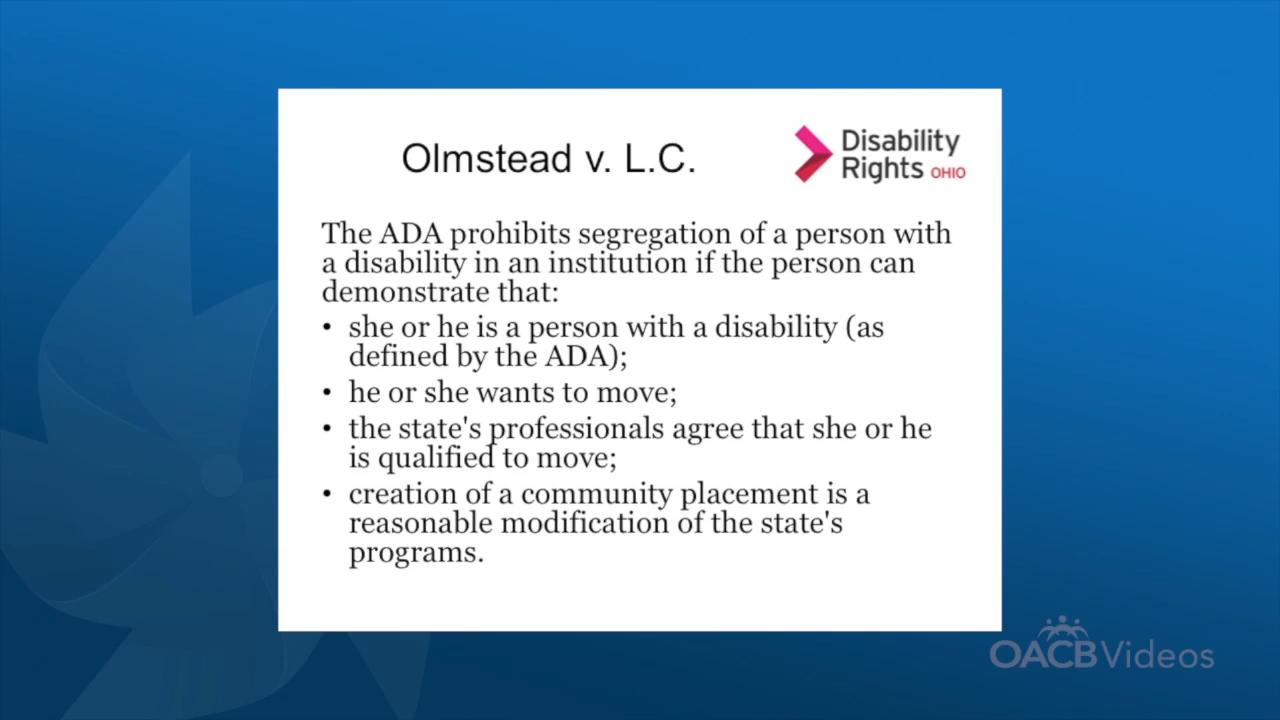 Olmstead v. L.C.
Disability
Rights OHIO
The ADA prohibits segregation of a person with
a disability in an institution if the person can
demonstrate that:
• she or he is a person with a disability (as
defined by the ADA);
• he or she wants to move;
• the state's professionals agree that she or he
is qualified to move;
• creation of a community placement is a
reasonable modification of the state's
programs.
OACBVideos